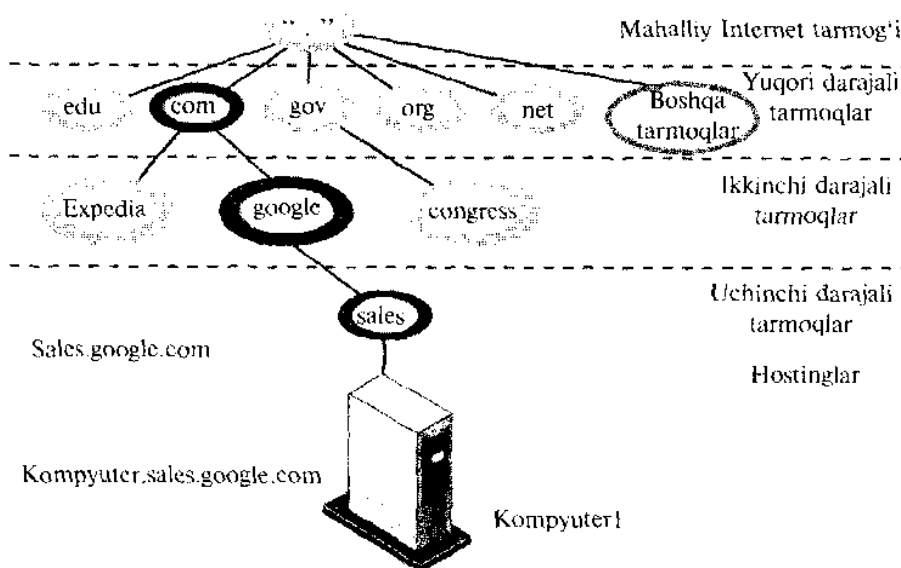 “.”
Mahalliy Internet tarmog‘i
Yuqori darajali
tarmoqlar
edu
com
gov
org
net
Boshqa
tarmoqlar
Ikkinchi darajali
tarmoqlar
Expedia
google
congress
Uchinchi darajali
tarmoqlar
sales
Sales.google.com
Hostinglar
Kompyuter.sales.google.com
Kompyuter1